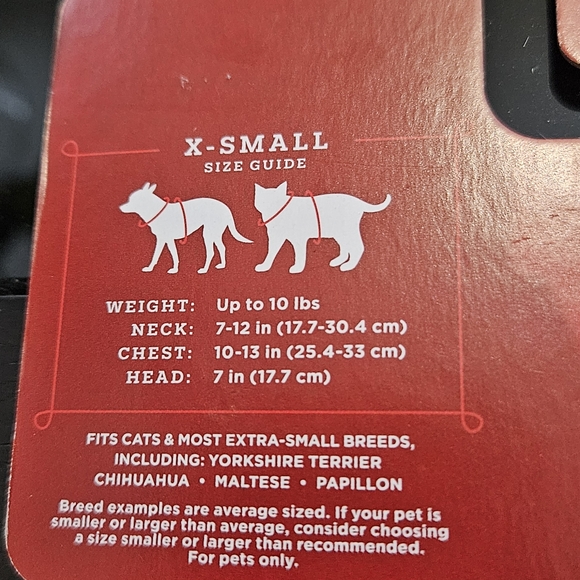 X-SMALL
SIZE GUIDE
WEIGHT: Up to 10 lbs
NECK: 7-12 in (17.7-30.4 cm)
CHEST: 10-13 in (25.4-33 cm)
HEAD: 7 in (17.7 cm)
FITS CATS & MOST EXTRA-SMALL BREEDS,
INCLUDING: YORKSHIRE TERRIER
CHIHUAHUA • MALTESE • PAPILLON
Breed examples are average sized. If your pet is
smaller or larger than average, consider choosing
a size smaller or larger than recommended.
For pets only.